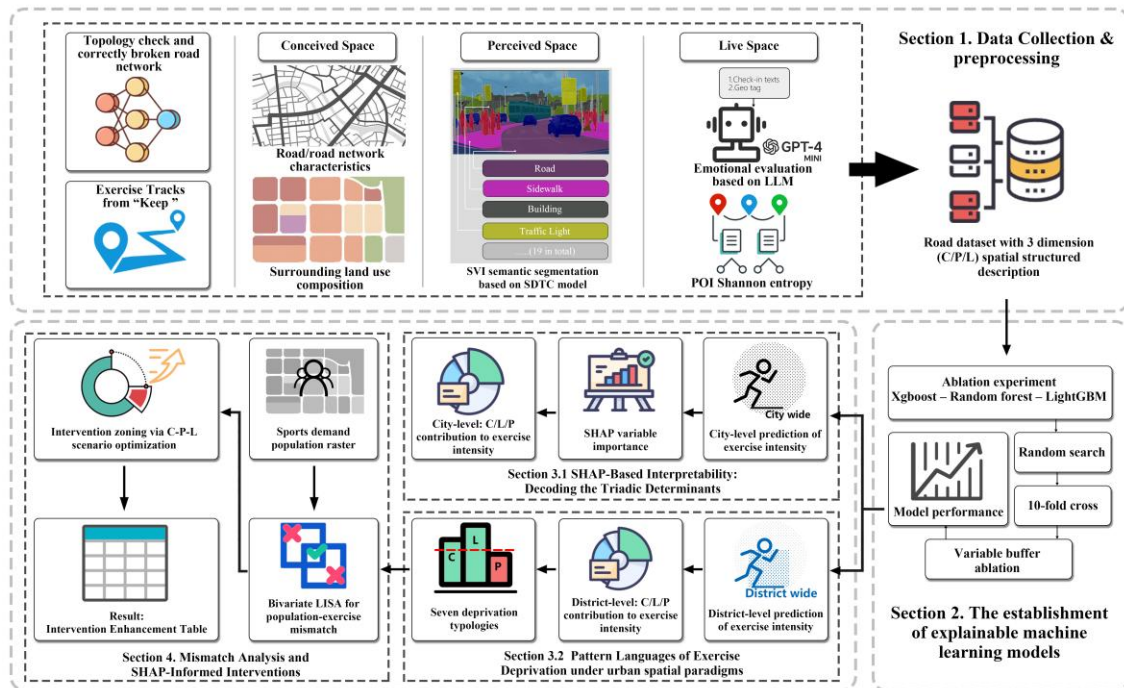 Topology check and
correctly broken road
network
Exercise Tracks
from “Keep ”
Conceived Space
Road/road network
characteristics
Surrounding land use
composition
Perceived Space
Road
Sidewalk
Building
Traffic Light
.....(19 in total)
SVI semantic segmentation
based on SDTC model
Live Space
1.Check-in texts
2.Geo tag
GPT-4
MINI
Emotional evaluation
based on LLM
POI Shannon entropy
Section 1. Data Collection &
preprocessing
Road dataset with 3 dimension
(C/P/L) spatial structured
description
Intervention zoning via C-P-L
scenario optimization
Sports demand
population raster
Result:
Intervention Enhancement Table
Bivariate LISA for
population-exercise
mismatch
Section 4. Mismatch Analysis and
SHAP-Informed Interventions
City-level: C/L/P
contribution to exercise
intensity
SHAP variable
importance
City wide
City-level prediction of
exercise intensity
Section 3.1 SHAP-Based Interpretability:
Decoding the Triadic Determinants
C
L
P
Seven deprivation
typologies
District-level: C/L/P
contribution to exercise
intensity
District wide
District-level prediction
of exercise intensity
Section 3.2 Pattern Languages of Exercise
Deprivation under urban spatial paradigms
Ablation experiment
Xgboost – Random forest – LightGBM
Model performance
Random search
10-fold cross
Variable buffer
ablation
Section 2. The establishment
of explainable machine
learning models